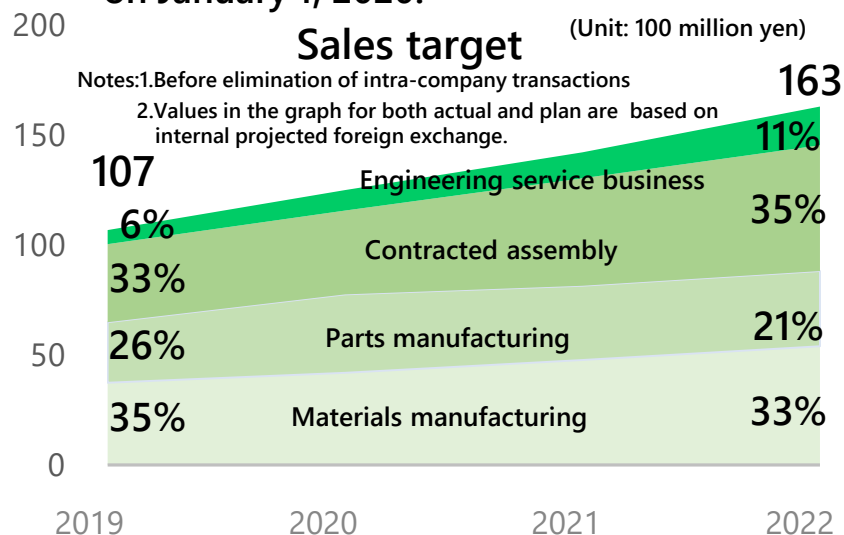 200
Sales target
(Unit: 100 million yen)
Notes:1.Before elimination of intra-company transactions
2.Values in the graph for both actual and plan are based on
internal projected foreign exchange.
163
150
11%
107
Engineering service business
6%
35%
100
Contracted assembly
33%
Parts manufacturing
21%
26%
50
Materials manufacturing
33%
35%
0
2019 2020 2021 2022